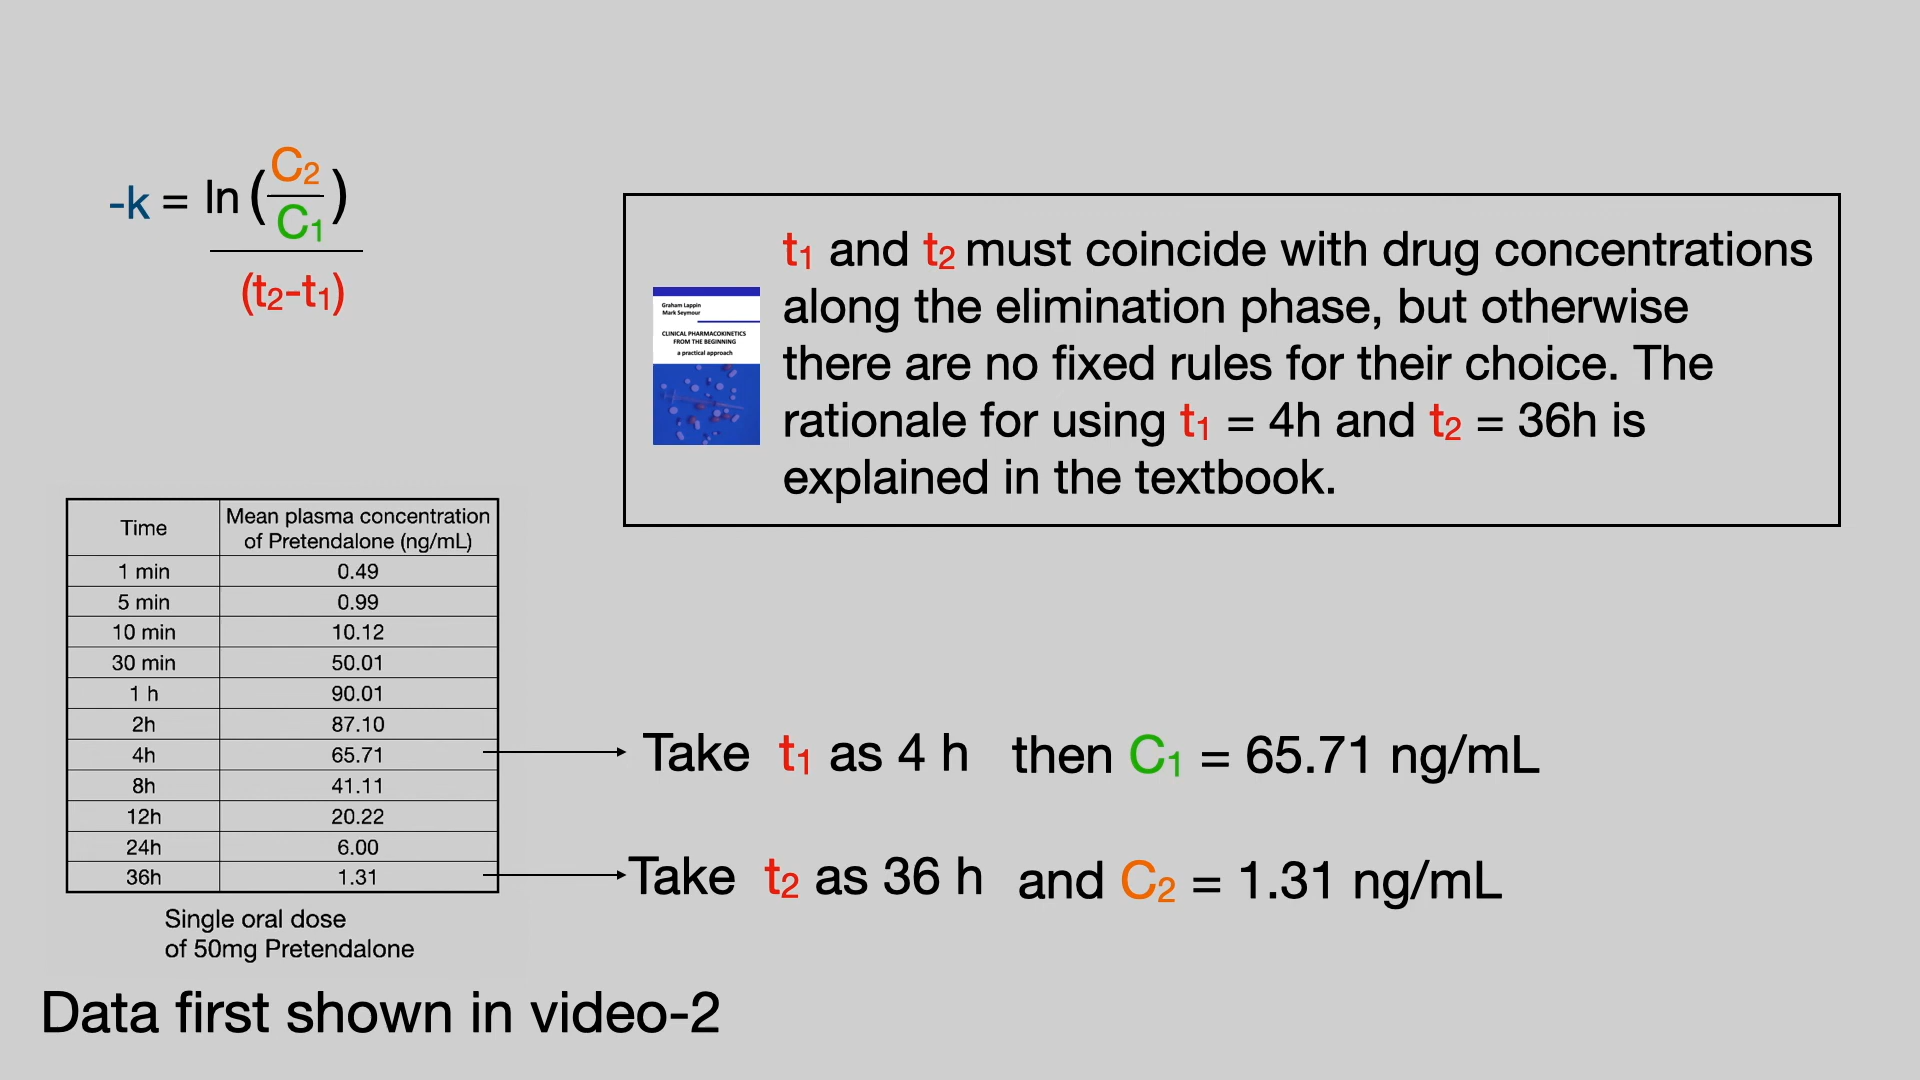 -k = ln(C₂/C₁)
(t₂-t₁)
t₁ and t₂ must coincide with drug concentrations
along the elimination phase, but otherwise
there are no fixed rules for their choice. The
rationale for using t₁ = 4h and t₂ = 36h is
explained in the textbook.
Graham Lappin
Mark Seymour
CLINICAL PHARMACOKINETICS
FROM THE BEGINNING
a practical approach
Time Mean plasma concentration
of Pretendalone (ng/mL)
1 min 0.49
5 min 0.99
10 min 10.12
30 min 50.01
1 h 90.01
2h 87.10
4h 65.71
8h 41.11
12h 20.22
24h 6.00
36h 1.31
Take t₁ as 4 h then C₁ = 65.71 ng/mL
Take t₂ as 36 h and C₂ = 1.31 ng/mL
Single oral dose
of 50mg Pretendalone
Data first shown in video-2